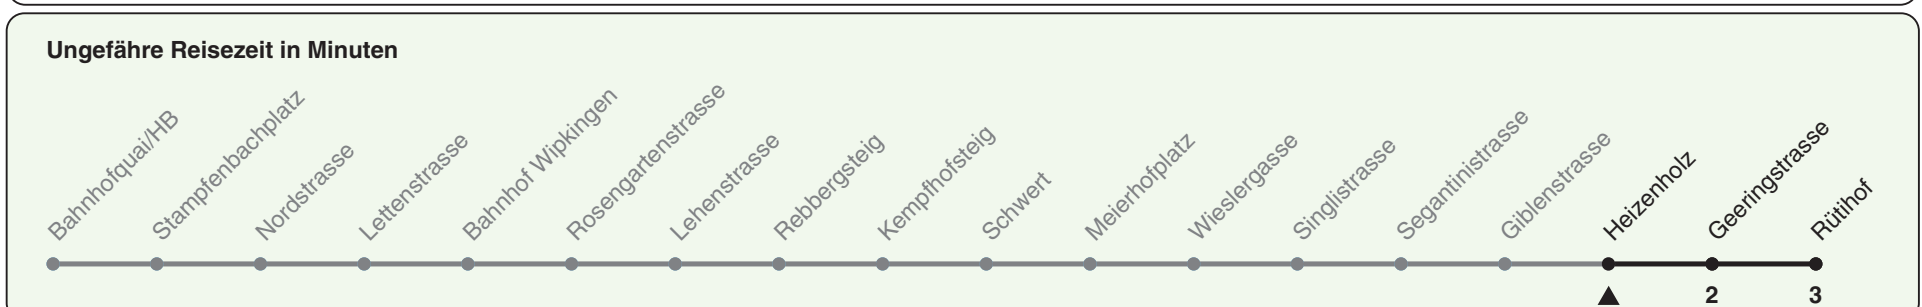 Ungefähre Reisezeit in Minuten
Bahnhofquai/HB
Stampfenbachplatz
Nordstrasse
Lettenstrasse
Bahnhof Wipkingen
Rosengartenstrasse
Lehenstrasse
Rebbergsteig
Kempfhofsteig
Schwert
Meierhofplatz
Wieslergasse
Singlistrasse
Segantinistrasse
Giblenstrasse
Heizenholz
Geeringstrasse
Rütihof
2
3